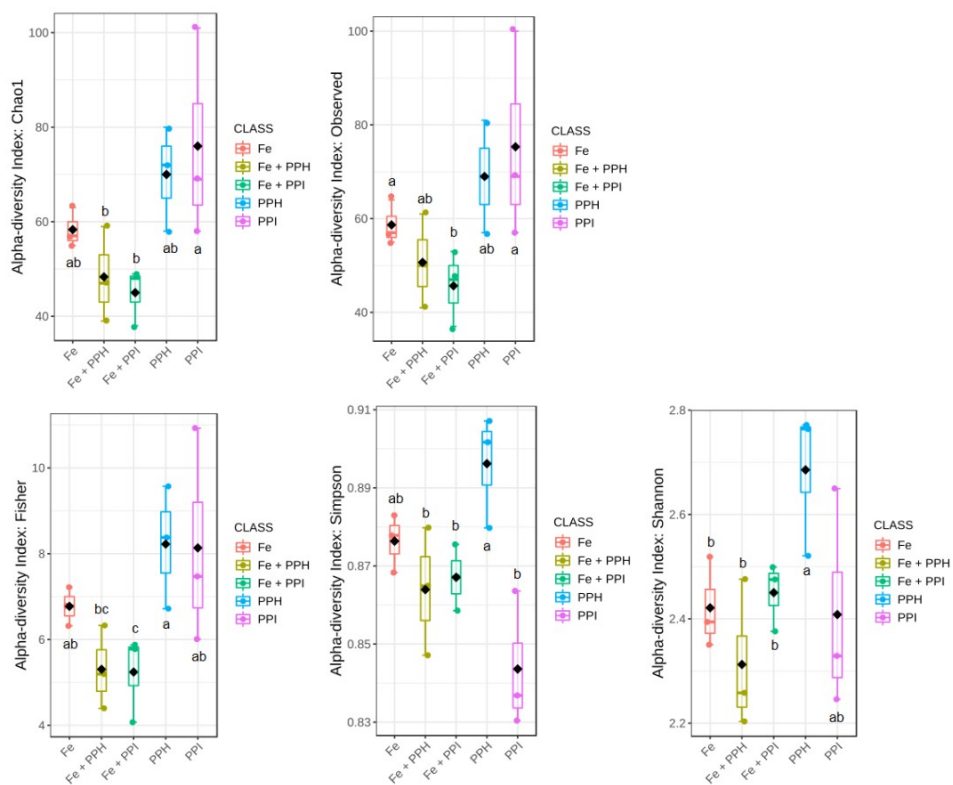 Alpha-diversity Index: Chao1
100
80
60
40
ab
b
b
ab
a
Fe
Fe + PPH
Fe + PPI
PPH
PPI
CLASS
Fe
Fe + PPH
Fe + PPI
PPH
PPI
Alpha-diversity Index: Observed
100
80
60
40
a
ab
b
ab
a
Fe
Fe + PPH
Fe + PPI
PPH
PPI
CLASS
Fe
Fe + PPH
Fe + PPI
PPH
PPI
Alpha-diversity Index: Fisher
10
8
6
4
ab
bc
c
a
ab
Fe
Fe + PPH
Fe + PPI
PPH
PPI
CLASS
Fe
Fe + PPH
Fe + PPI
PPH
PPI
Alpha-diversity Index: Simpson
0.91
0.89
0.87
0.85
0.83
ab
b
b
a
b
Fe
Fe + PPH
Fe + PPI
PPH
PPI
CLASS
Fe
Fe + PPH
Fe + PPI
PPH
PPI
Alpha-diversity Index: Shannon
2.8
2.6
2.4
2.2
b
b
b
a
ab
Fe
Fe + PPH
Fe + PPI
PPH
PPI
CLASS
Fe
Fe + PPH
Fe + PPI
PPH
PPI